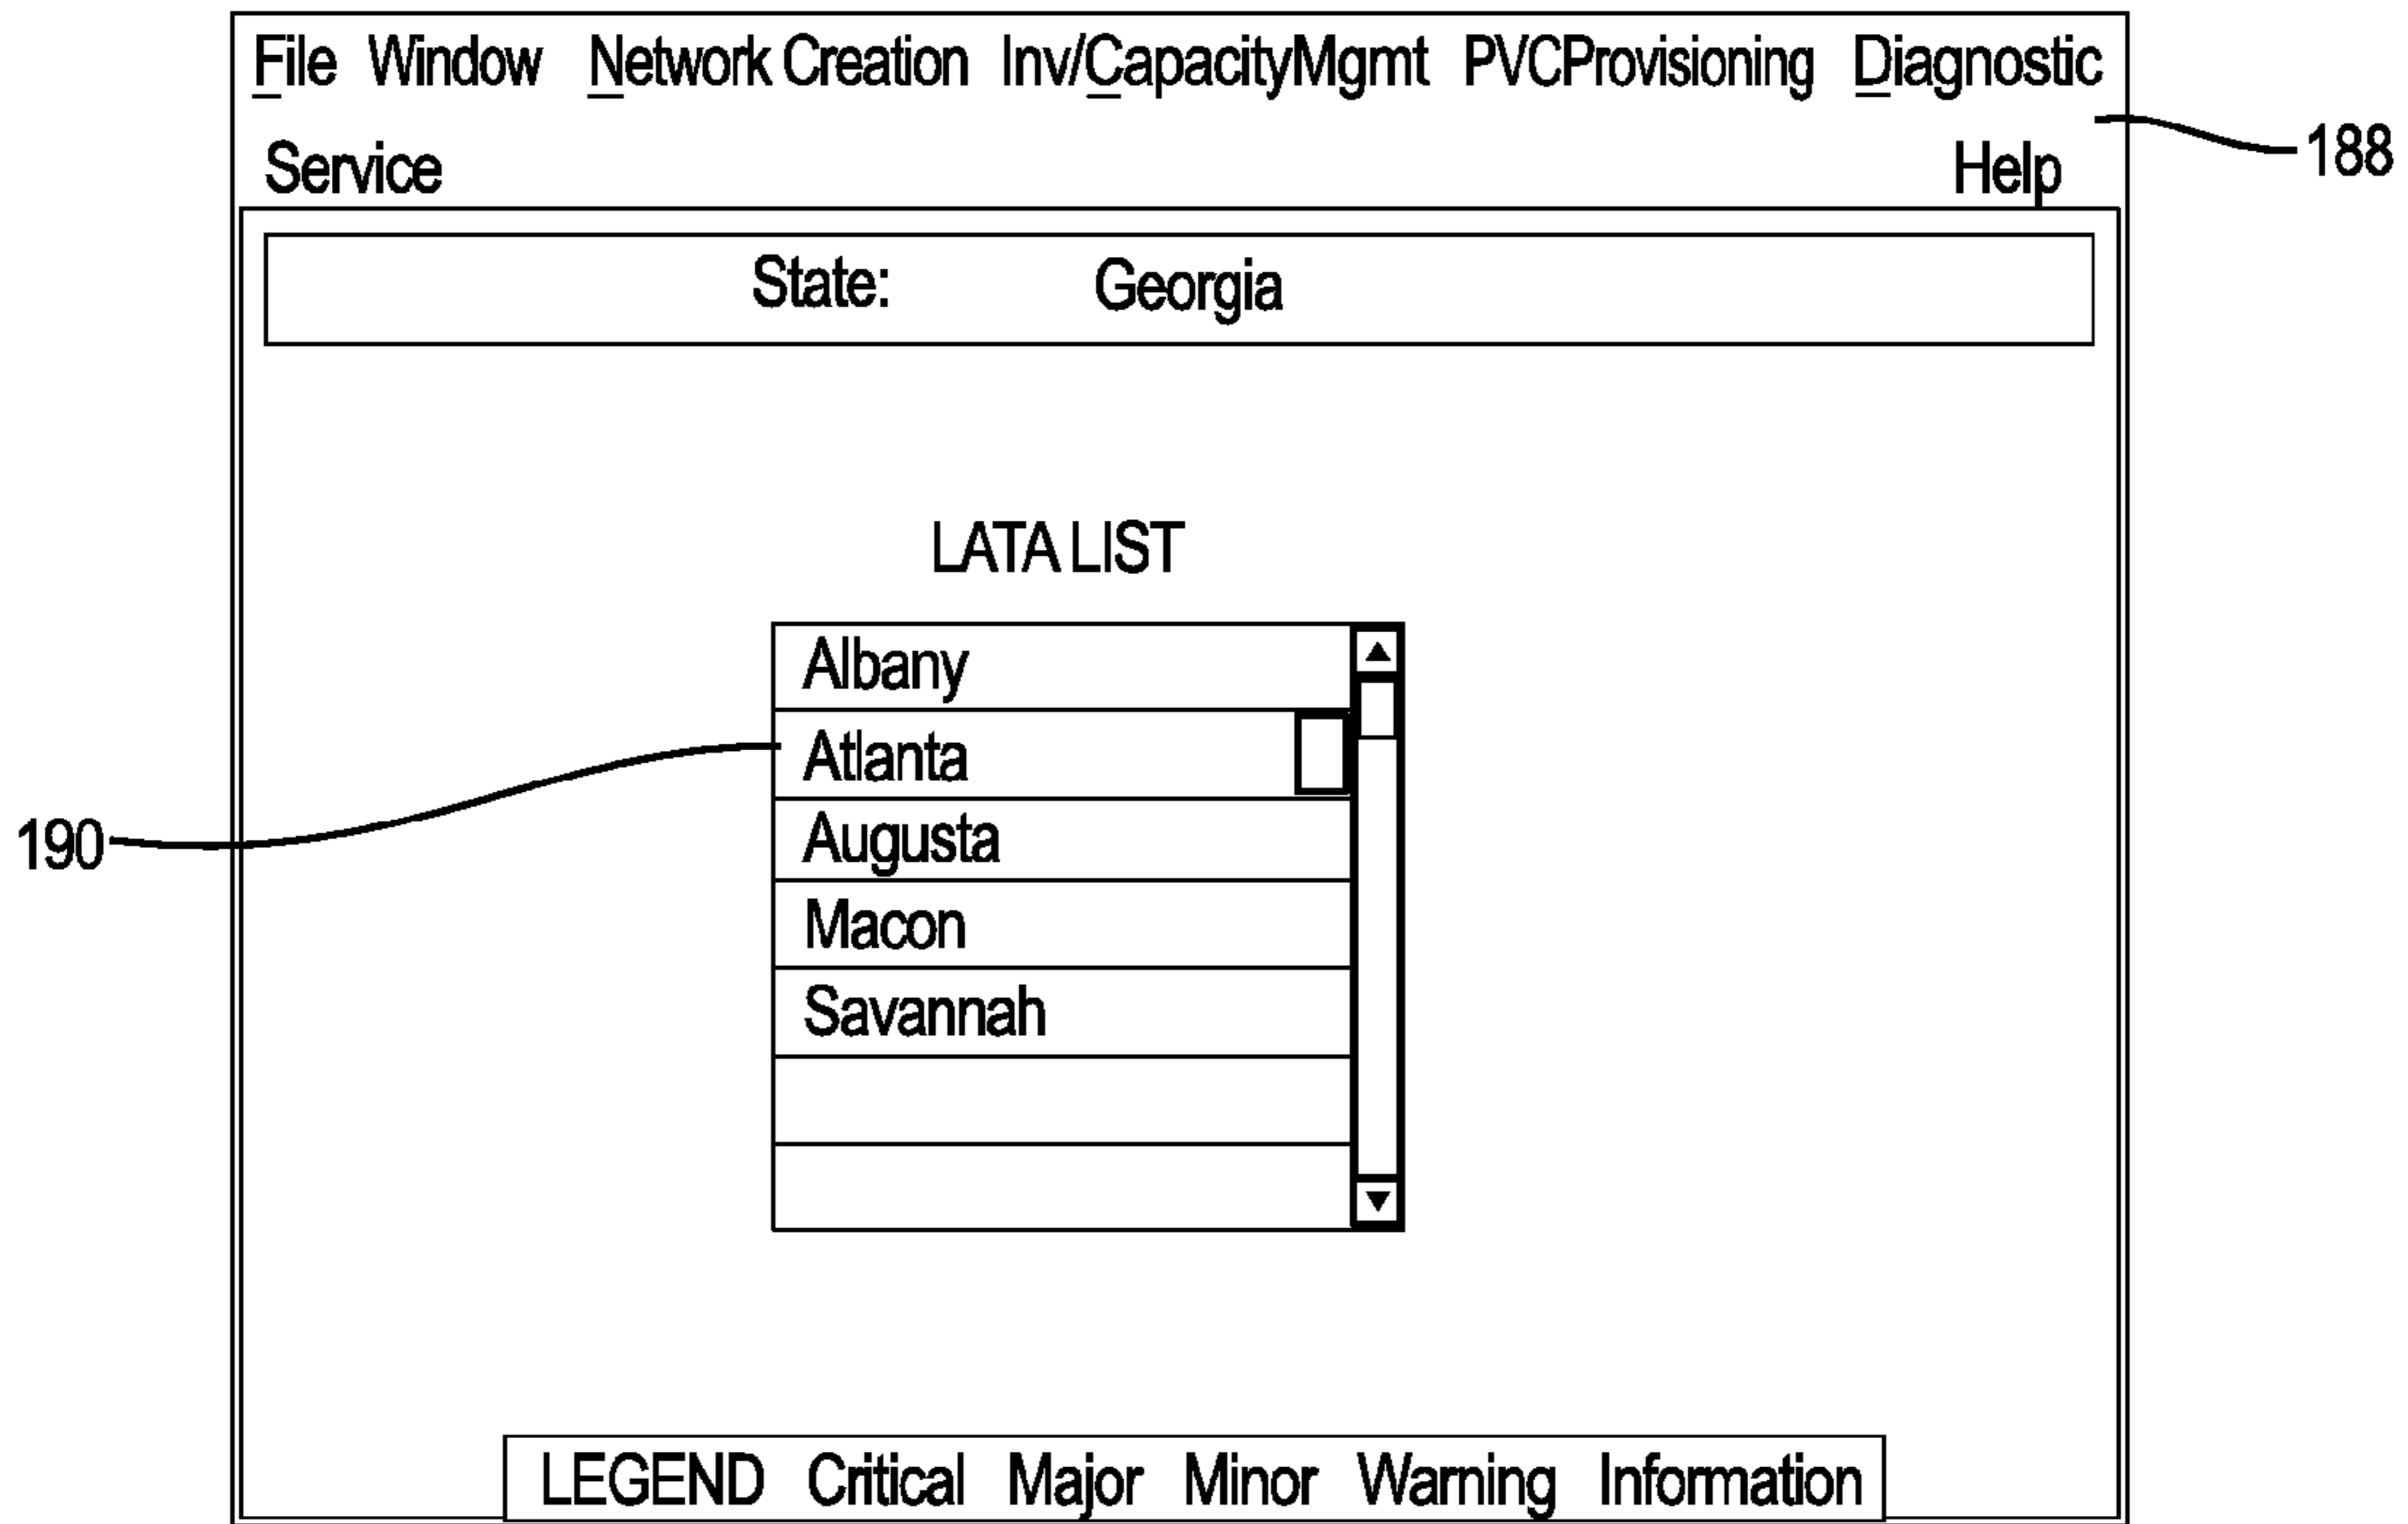 File Window Network Creation Inv/CapacityMgmt PVCProvisioning Diagnostic
Service Help
188
State: Georgia
LATA LIST
Albany
Atlanta
190
Augusta
Macon
Savannah
LEGEND Critical Major Minor Warning Information